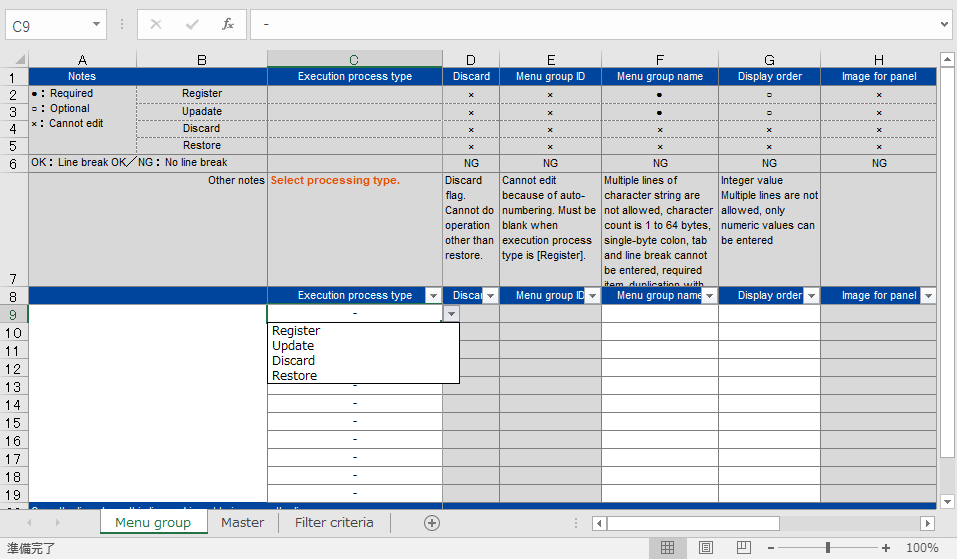 C9 fx -
A B C D E F G H
1 Notes Execution process type Discard Menu group ID Menu group name Display order Image for panel
2 ●：Required Register × × ● ○ ×
3 ○：Optional Upadate × × ● ○ ×
4 ×：Cannot edit Discard × × × × ×
5 Restore × × × × ×
6 OK：Line break OK／NG：No line break NG NG NG NG NG
7 Other notes Select processing type.
Discard
flag.
Cannot do
operation
other than
restore.
Cannot edit
because of auto-
numbering. Must be
blank when
execution process
type is [Register].
Multiple lines of
character string are
not allowed, character
count is 1 to 64 bytes,
single-byte colon, tab
and line break cannot
be entered, required
item, duplication with
Integer value
Multiple lines are not
allowed, only
numeric values can
be entered
8 Execution process type Discar Menu group ID Menu group name Display order Image for panel
9 -
10
11
12
13 -
14 -
15 -
16 -
17 -
18 -
19 -
Register
Update
Discard
Restore
Menu group Master Filter criteria
準備完了 100%